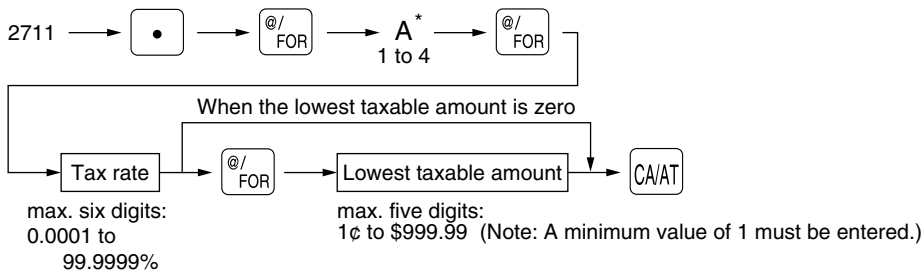 2711 • @/FOR A* @/FOR
1 to 4
When the lowest taxable amount is zero
Tax rate @/FOR Lowest taxable amount CA/AT
max. six digits: max. five digits:
0.0001 to 1¢ to $999.99 (Note: A minimum value of 1 must be entered.)
99.9999%